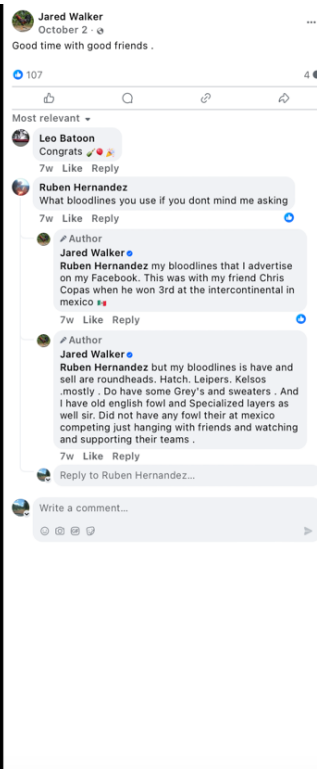 Jared Walker
October 2 ·
Good time with good friends .
107
4
Most relevant
Leo Batoon
Congrats
7w Like Reply
Ruben Hernandez
What bloodlines you use if you dont mind me asking
7w Like Reply
Author
Jared Walker
Ruben Hernandez my bloodlines that I advertise
on my Facebook. This was with my friend Chris
Copas when he won 3rd at the intercontinental in
mexico 🇲🇽
7w Like Reply
Author
Jared Walker
Ruben Hernandez but my bloodlines is have and
sell are roundheads. Hatch. Leipers. Kelsos
.mostly . Do have some Grey's and sweaters . And
I have old english fowl and Specialized layers as
well sir. Did not have any fowl their at mexico
competing just hanging with friends and watching
and supporting their teams .
7w Like Reply
Reply to Ruben Hernandez...
Write a comment...